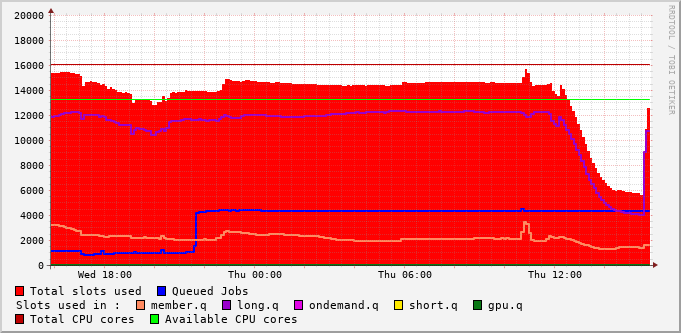 20000
18000
16000
14000
12000
10000
8000
6000
4000
2000
0
Wed 18:00 Thu 00:00 Thu 06:00 Thu 12:00
RRDTOOL / TOBI OETIKER
Total slots used Queued Jobs
Slots used in : member.q long.q ondemand.q short.q gpu.q
Total CPU cores Available CPU cores